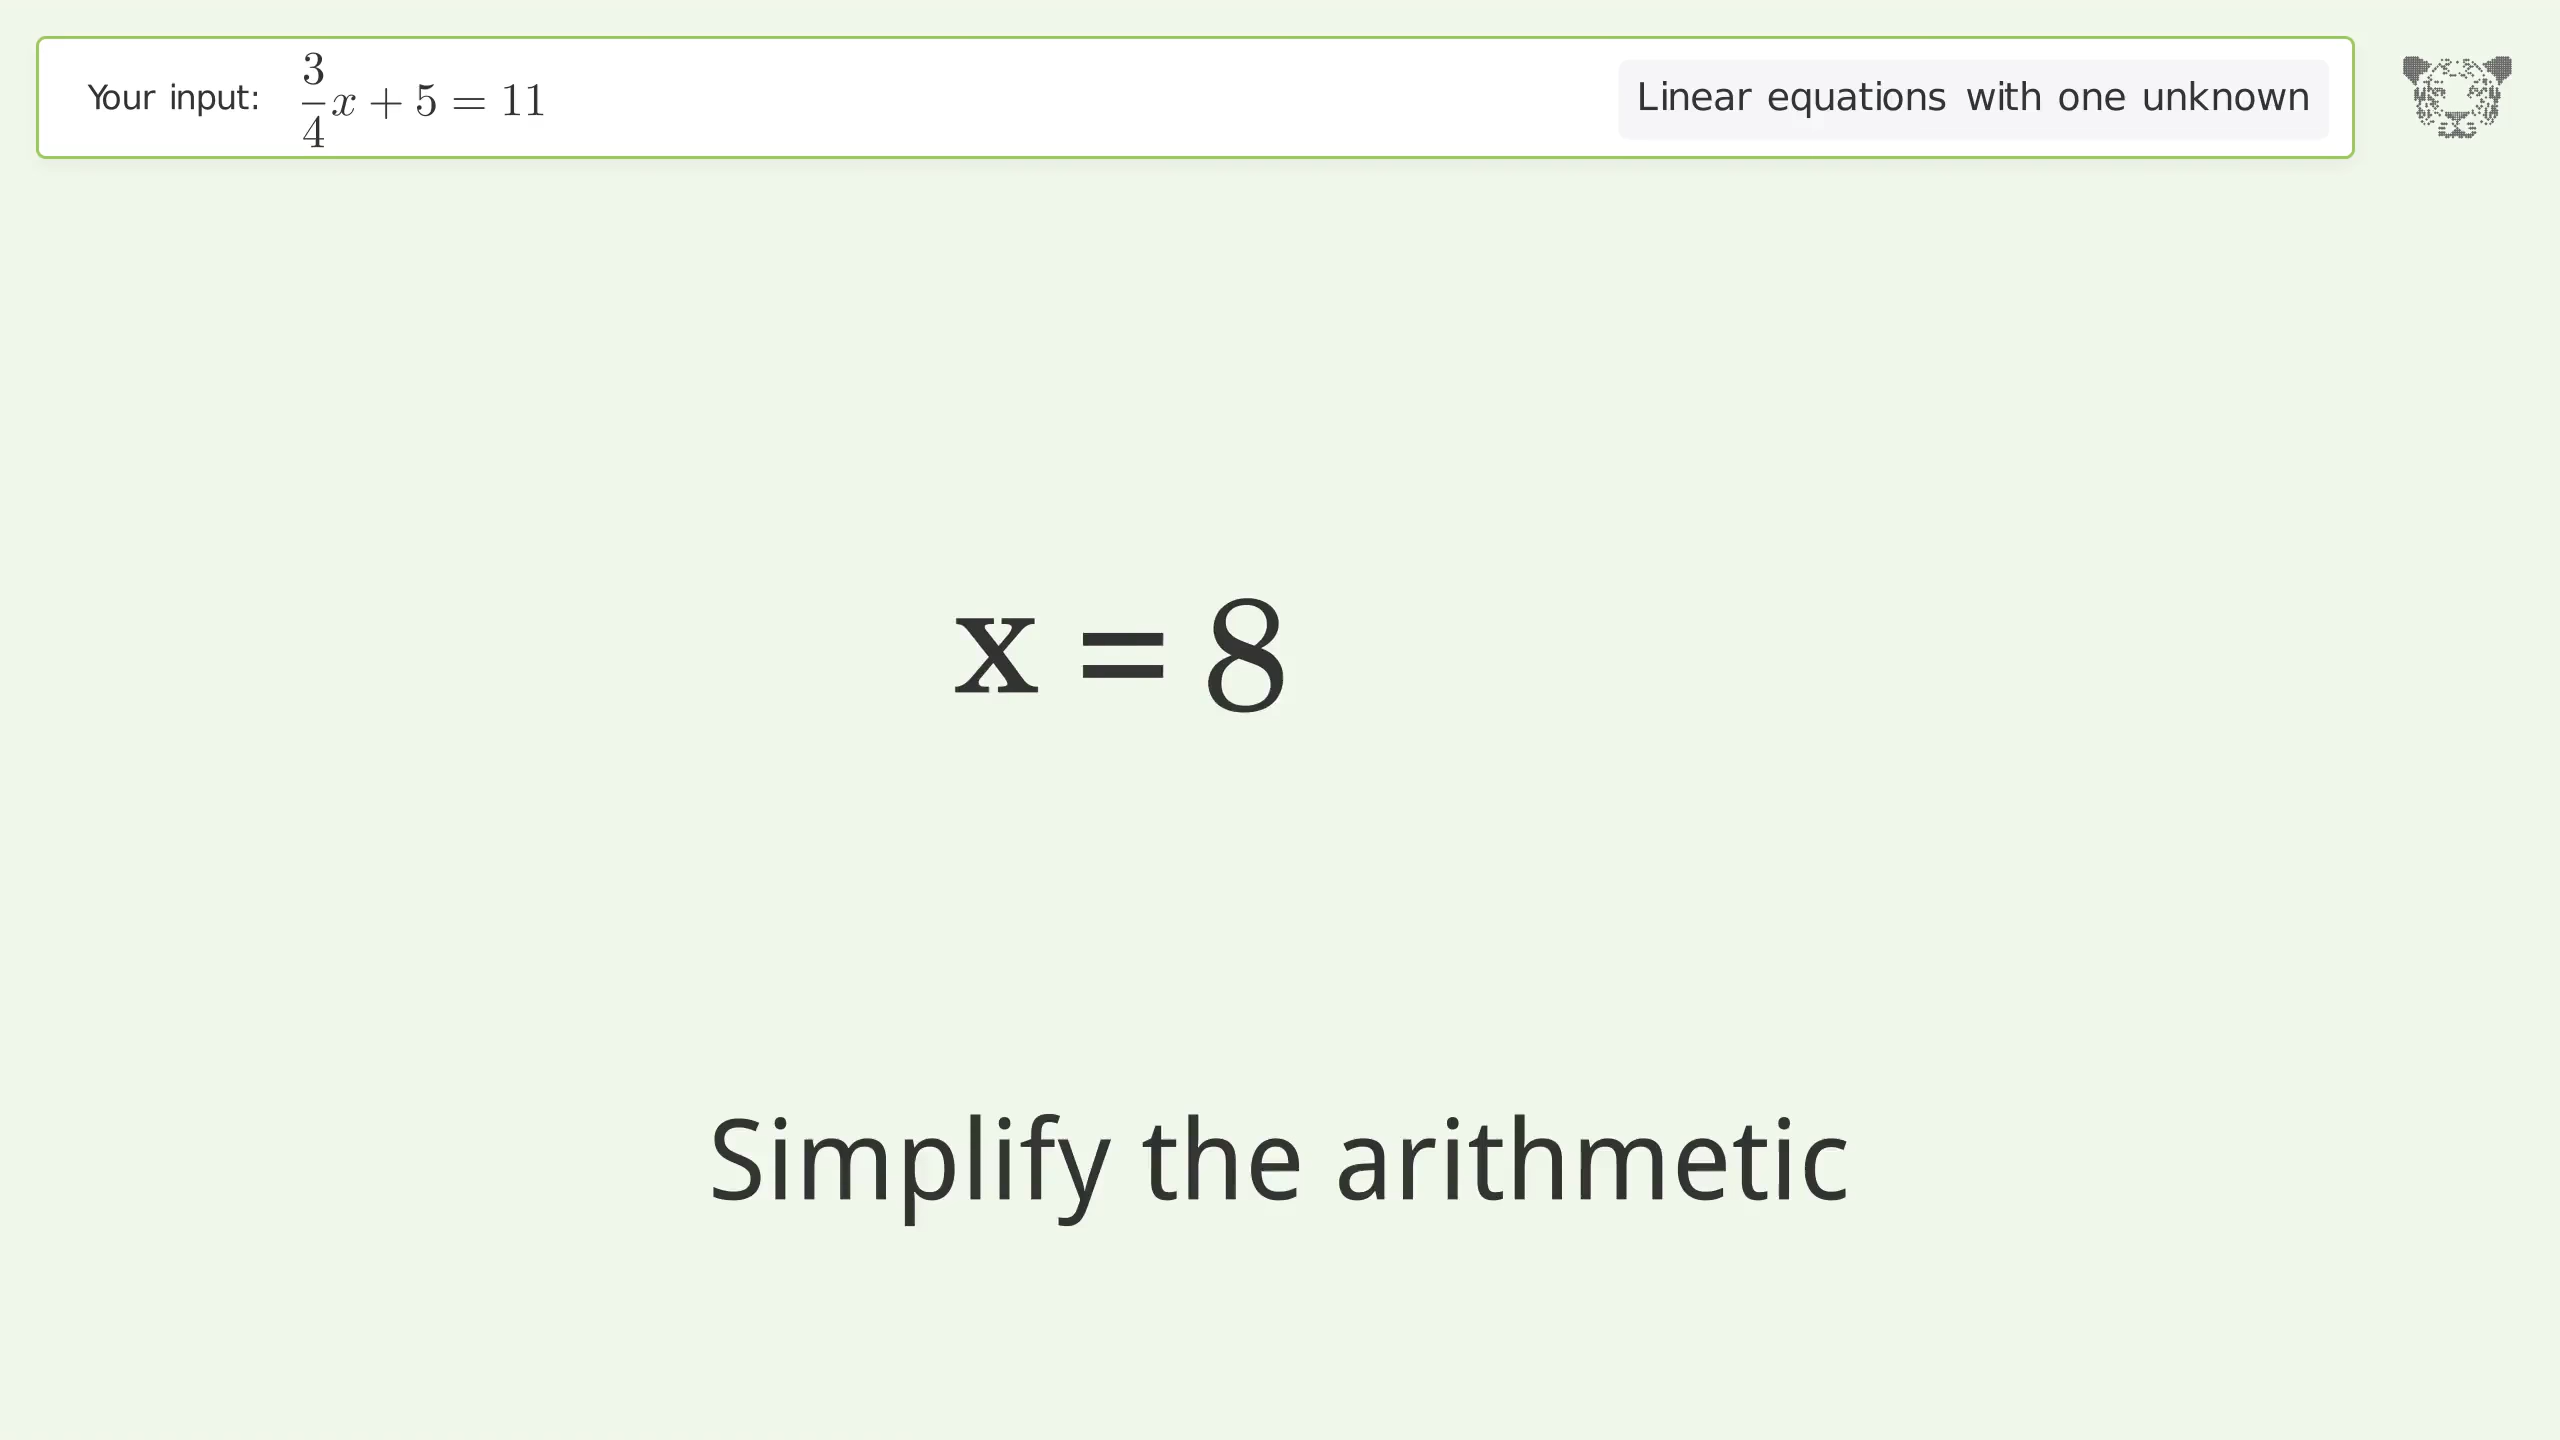 Your input: 3/4x + 5 = 11
Linear equations with one unknown
x = 8
Simplify the arithmetic